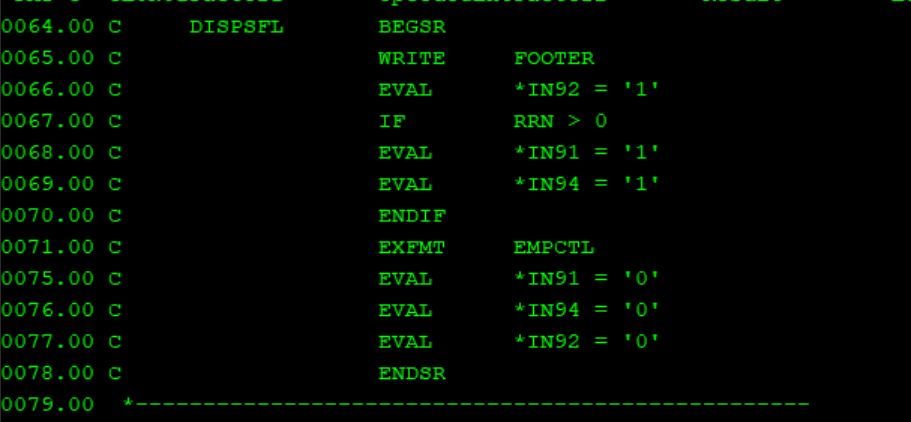 0064.00 C DISPSFL BEGSR
0065.00 C WRITE FOOTER
0066.00 C EVAL *IN92 = '1'
0067.00 C IF RRN > 0
0068.00 C EVAL *IN91 = '1'
0069.00 C EVAL *IN94 = '1'
0070.00 C ENDIF
0071.00 C EXFMT EMPCTL
0075.00 C EVAL *IN91 = '0'
0076.00 C EVAL *IN94 = '0'
0077.00 C EVAL *IN92 = '0'
0078.00 C ENDSR
0079.00 *--------------------------------------------------